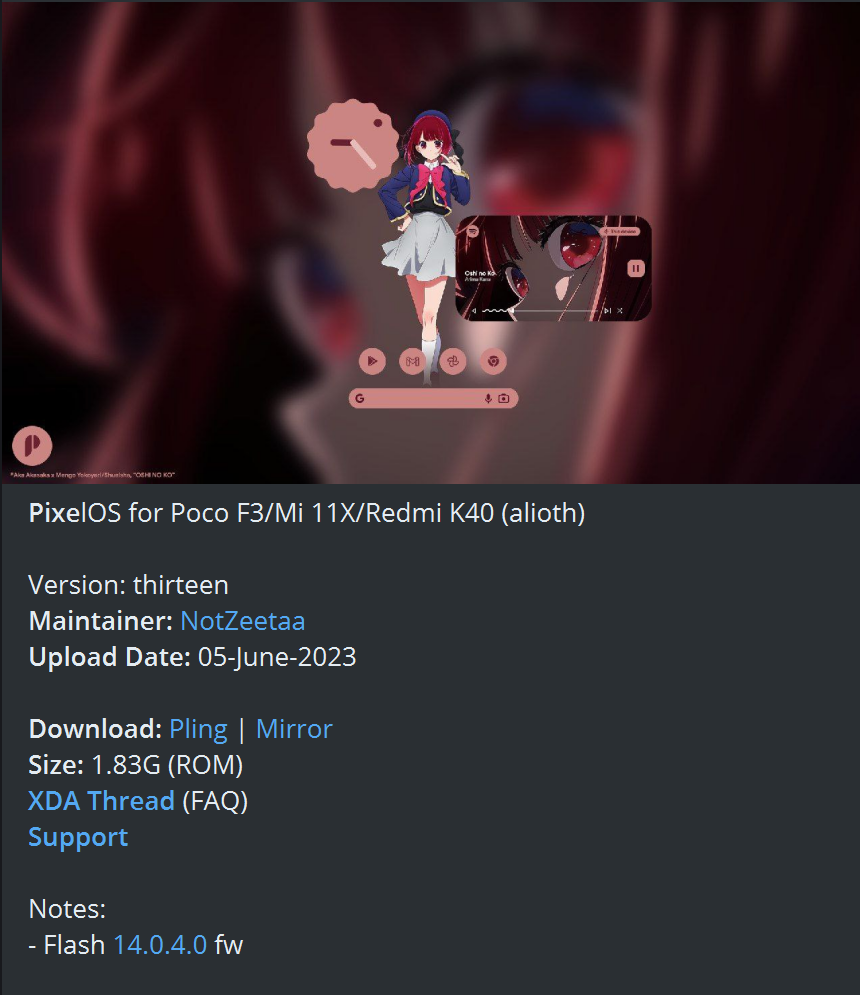 Oshi no Ko
Arima Kana
*Aka Akasaka x Mengo Yokoyari/Shueisha, "OSHI NO KO"
PixelOS for Poco F3/Mi 11X/Redmi K40 (alioth)
Version: thirteen
Maintainer: NotZeetaa
Upload Date: 05-June-2023
Download: Pling | Mirror
Size: 1.83G (ROM)
XDA Thread (FAQ)
Support
Notes:
- Flash 14.0.4.0 fw